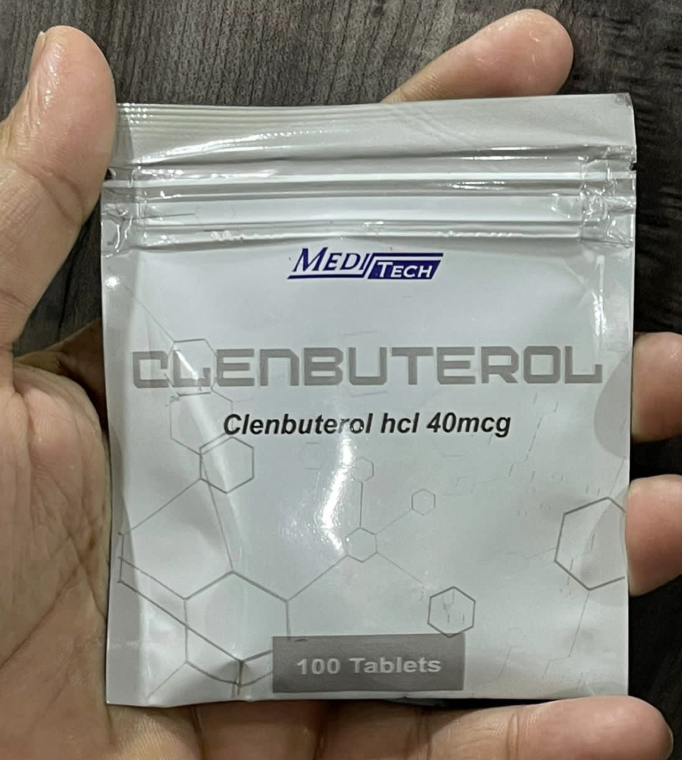 MEDITECH
CLENBUTEROL
Clenbuterol hcl 40mcg
100 Tablets